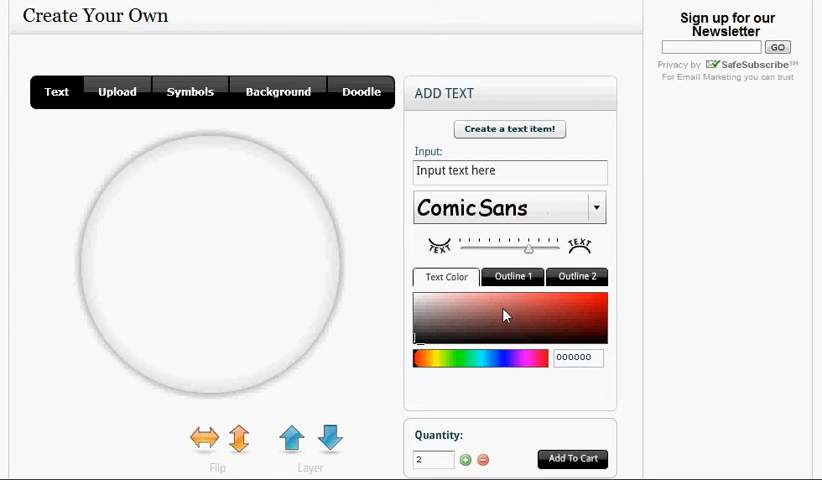 Create Your Own
Sign up for our
Newsletter
GO
Privacy by SafeSubscribe SM
For Email Marketing you can trust
Text Upload Symbols Background Doodle
ADD TEXT
Create a text item!
Input:
Input text here
Comic Sans
TEXT TEXT
Text Color Outline 1 Outline 2
000000
Flip Layer
Quantity:
2
Add To Cart